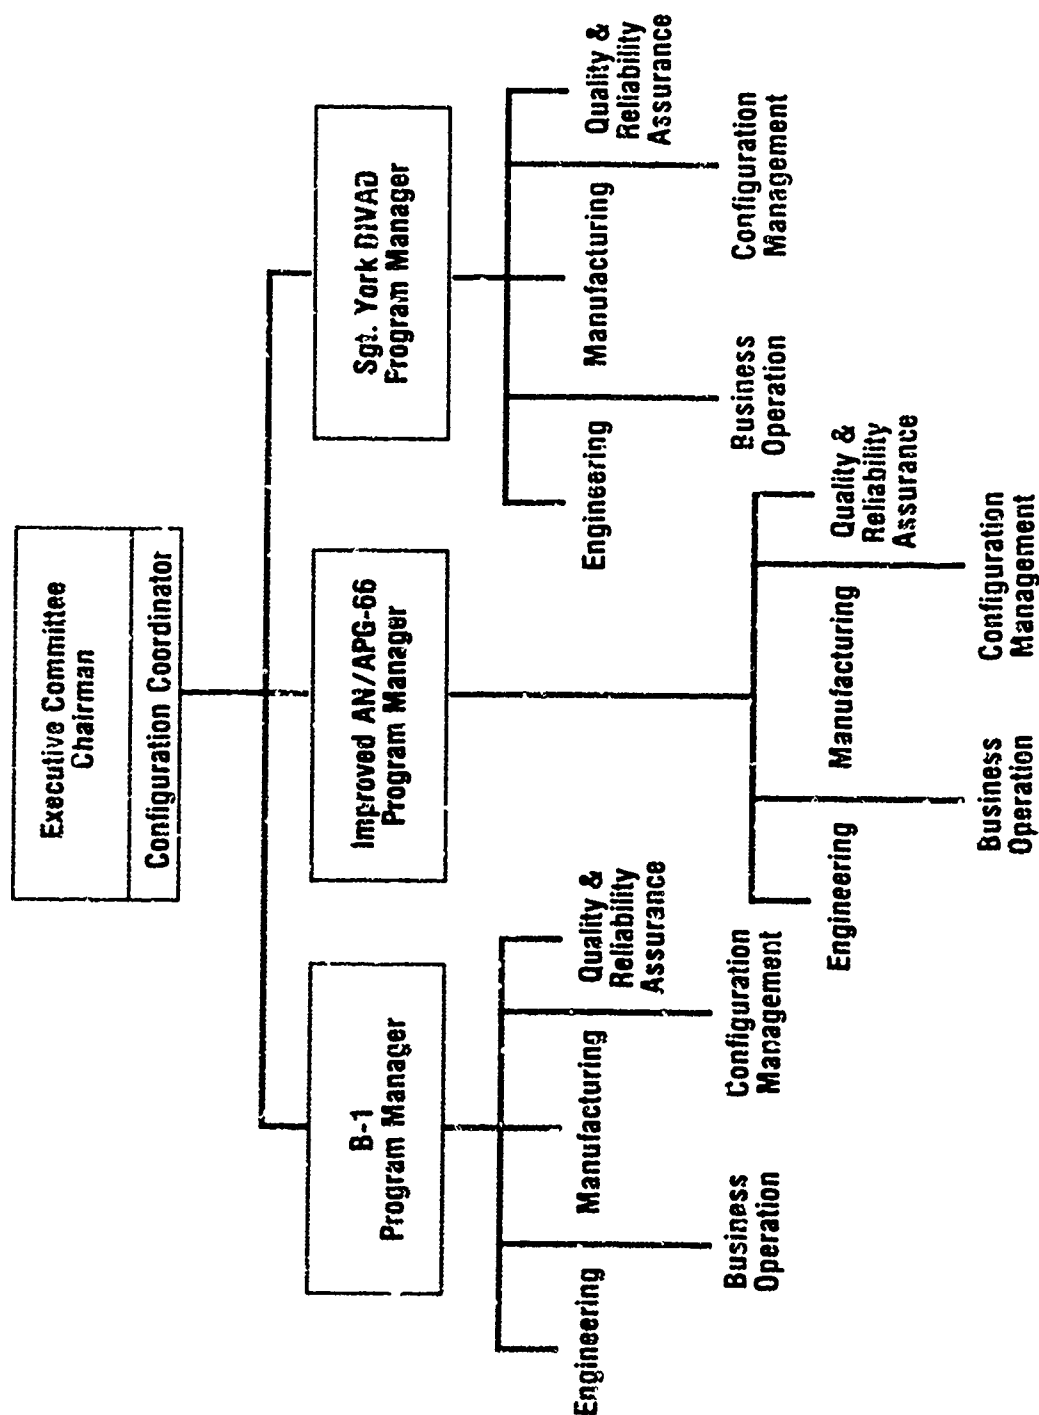 Executive Committee
Chairman
Configuration Coordinator
B-1
Program Manager
Improved AN/APG-66
Program Manager
Sgt. York DIVAD
Program Manager
Engineering
Business
Operation
Manufacturing
Configuration
Management
Quality &
Reliability
Assurance
Engineering
Business
Operation
Manufacturing
Configuration
Management
Quality &
Reliability
Assurance
Engineering
Business
Operation
Manufacturing
Configuration
Management
Quality &
Reliability
Assurance